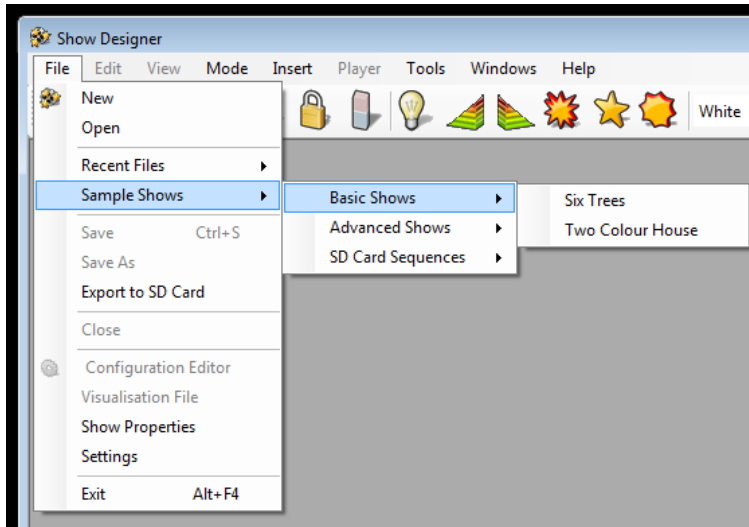 Show Designer
File Edit View Mode Insert Player Tools Windows Help
New
White
Open
Recent Files
Sample Shows
Basic Shows
Six Trees
Advanced Shows
Two Colour House
Save Ctrl+S
SD Card Sequences
Save As
Export to SD Card
Close
Configuration Editor
Visualisation File
Show Properties
Settings
Exit Alt+F4